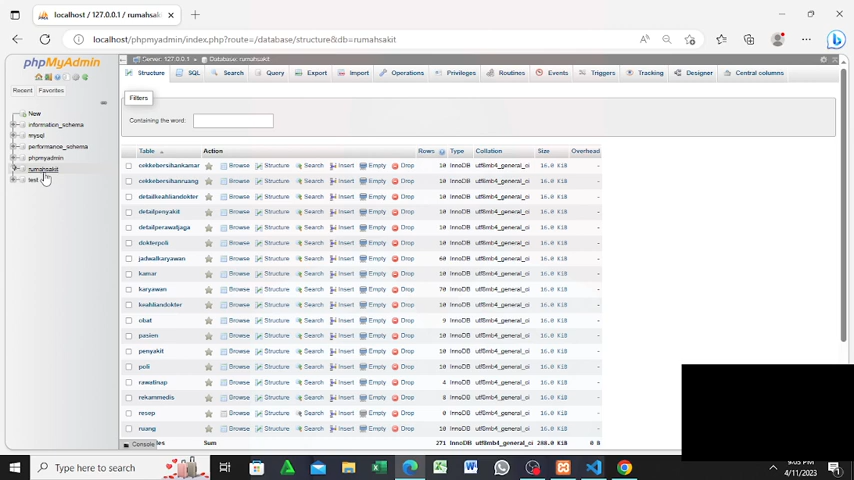 localhost / 127.0.0.1 / rumahsaki
localhost/phpmyadmin/index.php?route=/database/structure&db=rumahsakit
phpMyAdmin
Recent Favorites
New
information_schema
mysql
performance_schema
phpmyadmin
rumahsakit
test
Server: 127.0.0.1 » Database: rumahsakit
Structure SQL Search Query Export Import Operations Privileges Routines Events Triggers Tracking Designer Central columns
Filters
Containing the word:
Table Action Rows Type Collation Size Overhead
cekkebersihankamar Browse Structure Search Insert Empty Drop 10 InnoDB utf8mb4_general_ci 16.0 KiB -
cekkebersihanruang Browse Structure Search Insert Empty Drop 10 InnoDB utf8mb4_general_ci 16.0 KiB -
detailkeahliandokter Browse Structure Search Insert Empty Drop 10 InnoDB utf8mb4_general_ci 16.0 KiB -
detailpenyakit Browse Structure Search Insert Empty Drop 10 InnoDB utf8mb4_general_ci 16.0 KiB -
detailperawatjaga Browse Structure Search Insert Empty Drop 10 InnoDB utf8mb4_general_ci 16.0 KiB -
dokterpoli Browse Structure Search Insert Empty Drop 10 InnoDB utf8mb4_general_ci 16.0 KiB -
jadwalkaryawan Browse Structure Search Insert Empty Drop 60 InnoDB utf8mb4_general_ci 16.0 KiB -
kamar Browse Structure Search Insert Empty Drop 10 InnoDB utf8mb4_general_ci 16.0 KiB -
karyawan Browse Structure Search Insert Empty Drop 70 InnoDB utf8mb4_general_ci 16.0 KiB -
keahliandokter Browse Structure Search Insert Empty Drop 10 InnoDB utf8mb4_general_ci 16.0 KiB -
obat Browse Structure Search Insert Empty Drop 9 InnoDB utf8mb4_general_ci 16.0 KiB -
pasien Browse Structure Search Insert Empty Drop 10 InnoDB utf8mb4_general_ci 16.0 KiB -
penyakit Browse Structure Search Insert Empty Drop 10 InnoDB utf8mb4_general_ci 16.0 KiB -
poli Browse Structure Search Insert Empty Drop 10 InnoDB utf8mb4_general_ci 16.0 KiB -
rawatinap Browse Structure Search Insert Empty Drop 4 InnoDB utf8mb4_general_ci 16.0 KiB -
rekammedis Browse Structure Search Insert Empty Drop 8 InnoDB utf8mb4_general_ci 16.0 KiB -
resep Browse Structure Search Insert Empty Drop 0 InnoDB utf8mb4_general_ci 16.0 KiB -
ruang Browse Structure Search Insert Empty Drop 10 InnoDB utf8mb4_general_ci 16.0 KiB -
Console Sum 271 InnoDB utf8mb4_general_ci 288.0 KiB 0 B
Type here to search
9:05 PM
4/11/2023